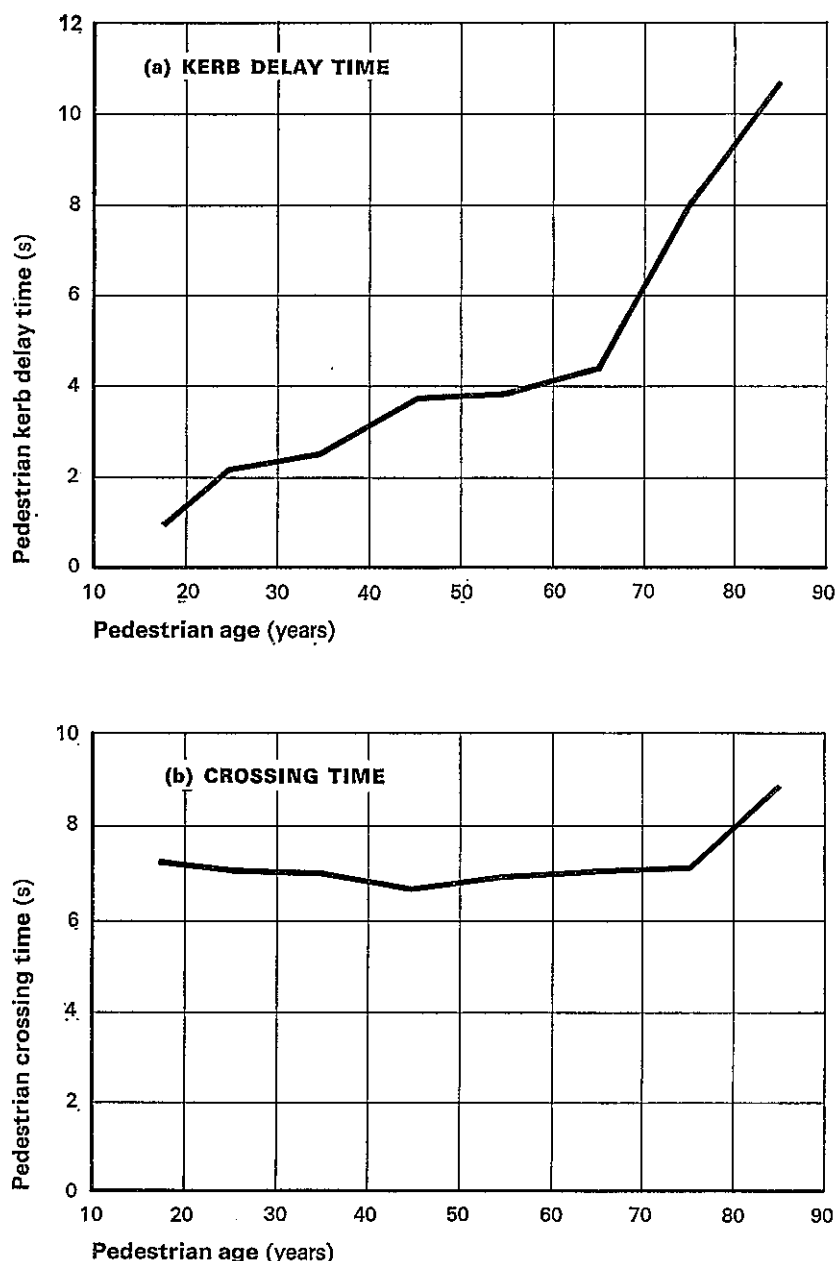 12
(a) KERB DELAY TIME
10
8
6
4
2
0
Pedestrian kerb delay time (s)
10 20 30 40 50 60 70 80 90
Pedestrian age (years)
10
(b) CROSSING TIME
8
6
4
2
0
Pedestrian crossing time (s)
10 20 30 40 50 60 70 80 90
Pedestrian age (years)